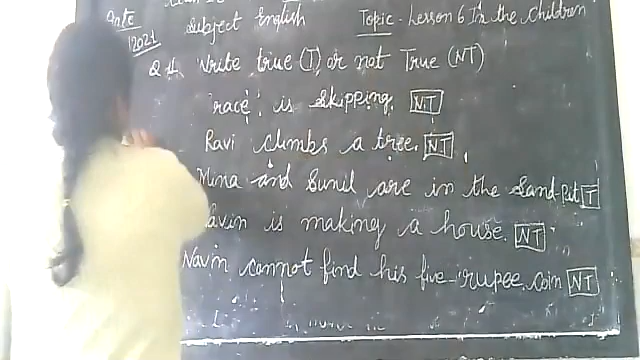 Date Subject English Topic - Lesson 6 In the Children
2021
Q 4. Write true (T) or not True (NT)
race is skipping. NT
Ravi climbs a tree. NT
Mina and Sunil are in the Sand-Pit T
avin is making a house. NT
Navin cannot find his five-rupee coin NT